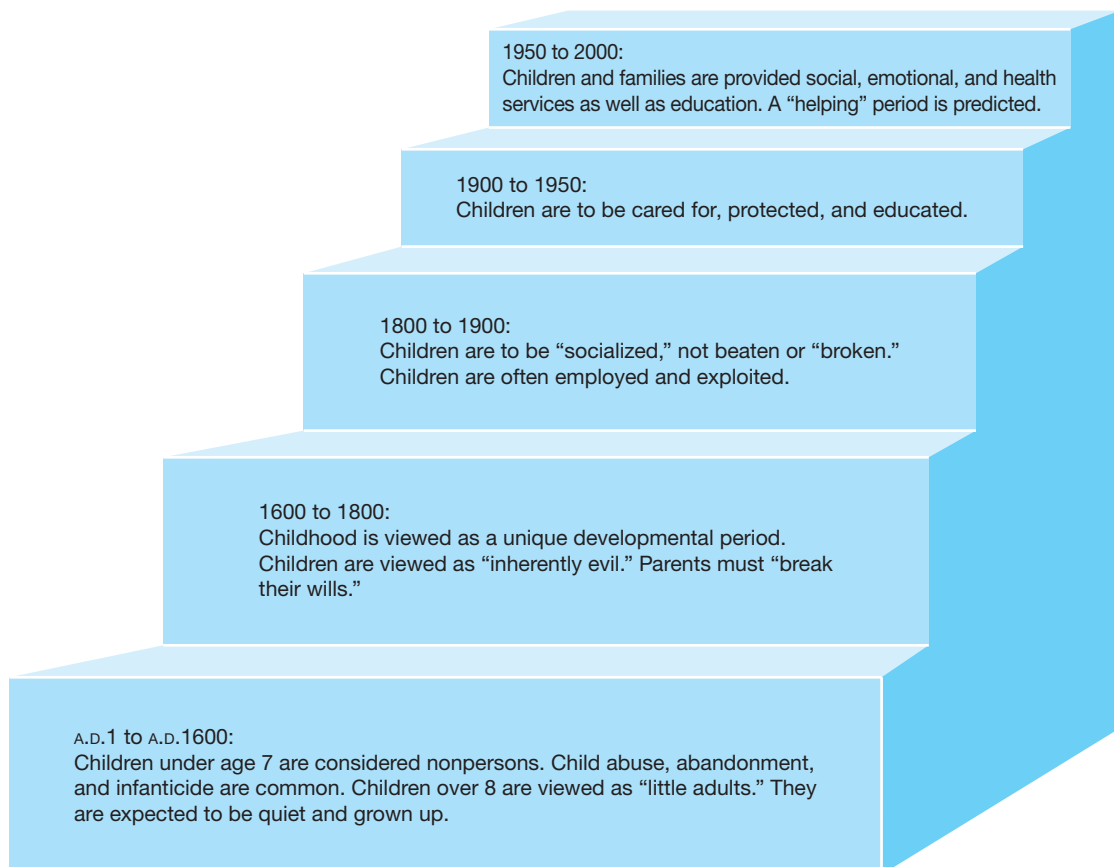 1950 to 2000:
Children and families are provided social, emotional, and health
services as well as education. A “helping” period is predicted.
1900 to 1950:
Children are to be cared for, protected, and educated.
1800 to 1900:
Children are to be “socialized,” not beaten or “broken.”
Children are often employed and exploited.
1600 to 1800:
Childhood is viewed as a unique developmental period.
Children are viewed as “inherently evil.” Parents must “break
their wills.”
A.D.1 to A.D.1600:
Children under age 7 are considered nonpersons. Child abuse, abandonment,
and infanticide are common. Children over 8 are viewed as “little adults.” They
are expected to be quiet and grown up.